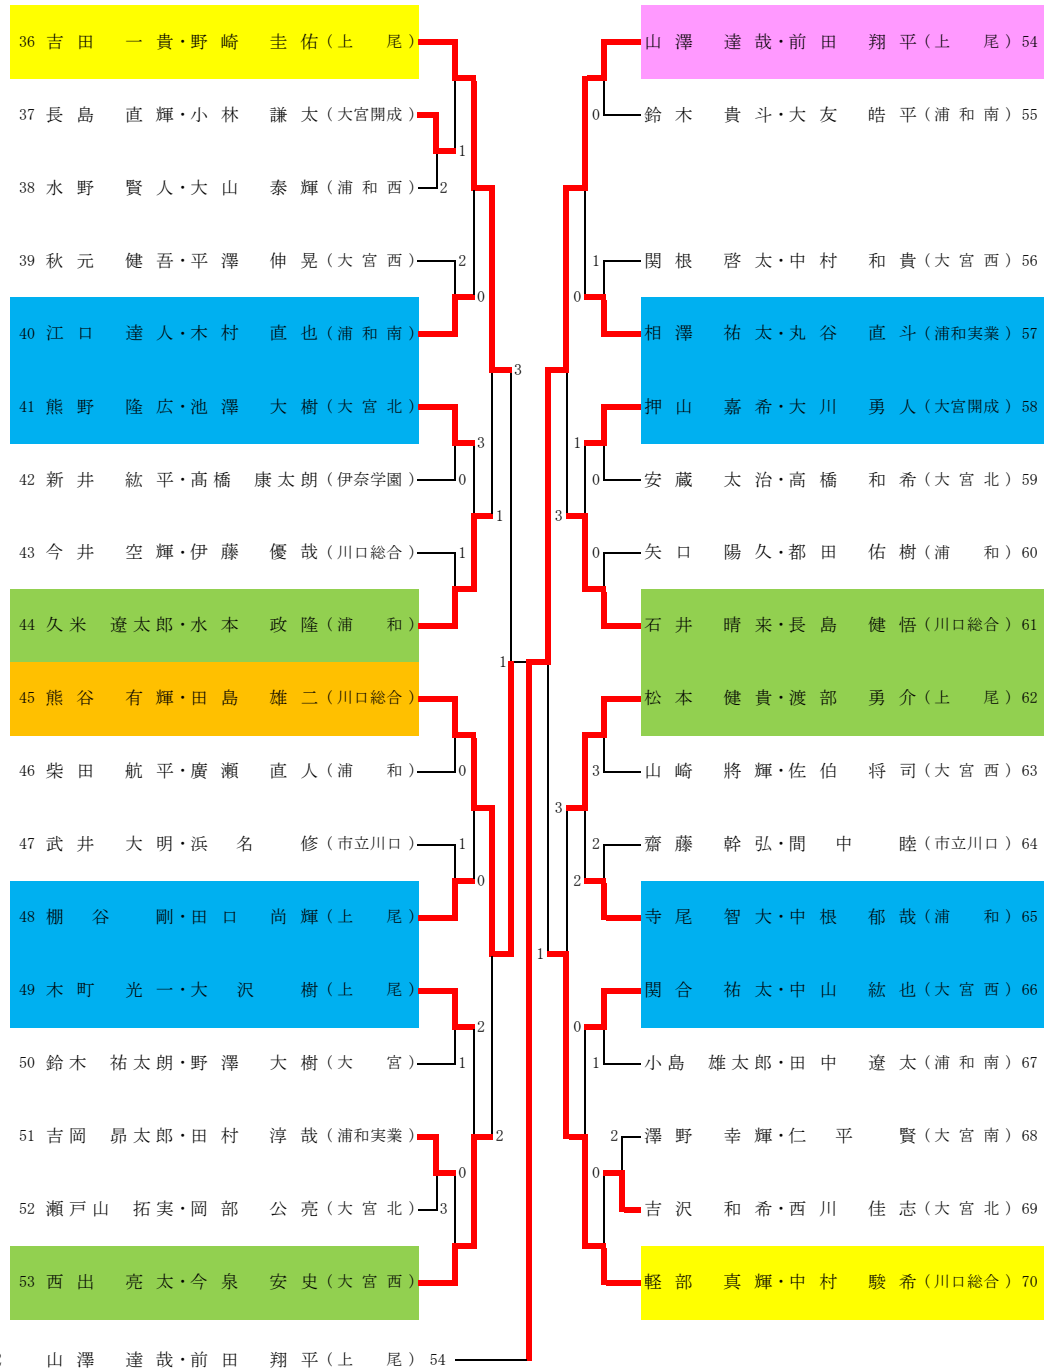 36 吉田 一貴・野崎 圭佑(上 尾)
37 長島 直輝・小林 謙太(大宮開成)
1
38 水野 賢人・大山 泰輝(浦和西)
2
39 秋元 健吾・平澤 伸晃(大宮西)
2
0
40 江口 達人・木村 直也(浦和南)
3
41 熊野 隆広・池澤 大樹(大宮北)
3
42 新井 紘平・髙橋 康太朗(伊奈学園)
0
1
43 今井 空輝・伊藤 優哉(川口総合)
1
44 久米 遼太郎・水本 政隆(浦 和)
1
45 熊谷 有輝・田島 雄二(川口総合)
46 柴田 航平・廣瀬 直人(浦 和)
0
47 武井 大明・浜名 修(市立川口)
1
0
48 棚谷 剛・田口 尚輝(上 尾)
49 木町 光一・大沢 樹(上 尾)
2
50 鈴木 祐太朗・野澤 大樹(大 宮)
1
51 吉岡 昴太郎・田村 淳哉(浦和実業)
2
0
52 瀬戸山 拓実・岡部 公亮(大宮北)
3
53 西出 亮太・今泉 安史(大宮西)
山澤 達哉・前田 翔平(上 尾) 54
山澤 達哉・前田 翔平(上 尾) 54
0
鈴木 貴斗・大友 皓平(浦和南) 55
1
関根 啓太・中村 和貴(大宮西) 56
0
相澤 祐太・丸谷 直斗(浦和実業) 57
押山 嘉希・大川 勇人(大宮開成) 58
1
0
安蔵 太治・高橋 和希(大宮北) 59
3
0
矢口 陽久・都田 佑樹(浦 和) 60
石井 晴来・長島 健悟(川口総合) 61
松本 健貴・渡部 勇介(上 尾) 62
3
山崎 將輝・佐伯 将司(大宮西) 63
3
2
齋藤 幹弘・間中 睦(市立川口) 64
2
寺尾 智大・中根 郁哉(浦 和) 65
1
関合 祐太・中山 紘也(大宮西) 66
0
1
小島 雄太郎・田中 遼太(浦和南) 67
2
澤野 幸輝・仁平 賢(大宮南) 68
0
吉沢 和希・西川 佳志(大宮北) 69
軽部 真輝・中村 駿希(川口総合) 70